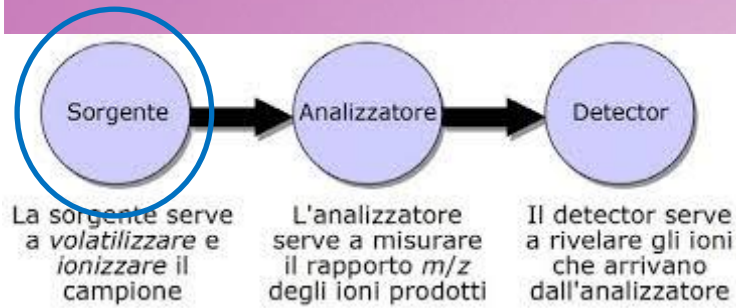 Sorgente
Analizzatore
Detector
La sorgente serve
a volatilizzare e
ionizzare il
campione
L'analizzatore
serve a misurare
il rapporto m/z
degli ioni prodotti
Il detector serve
a rivelare gli ioni
che arrivano
dall'analizzatore